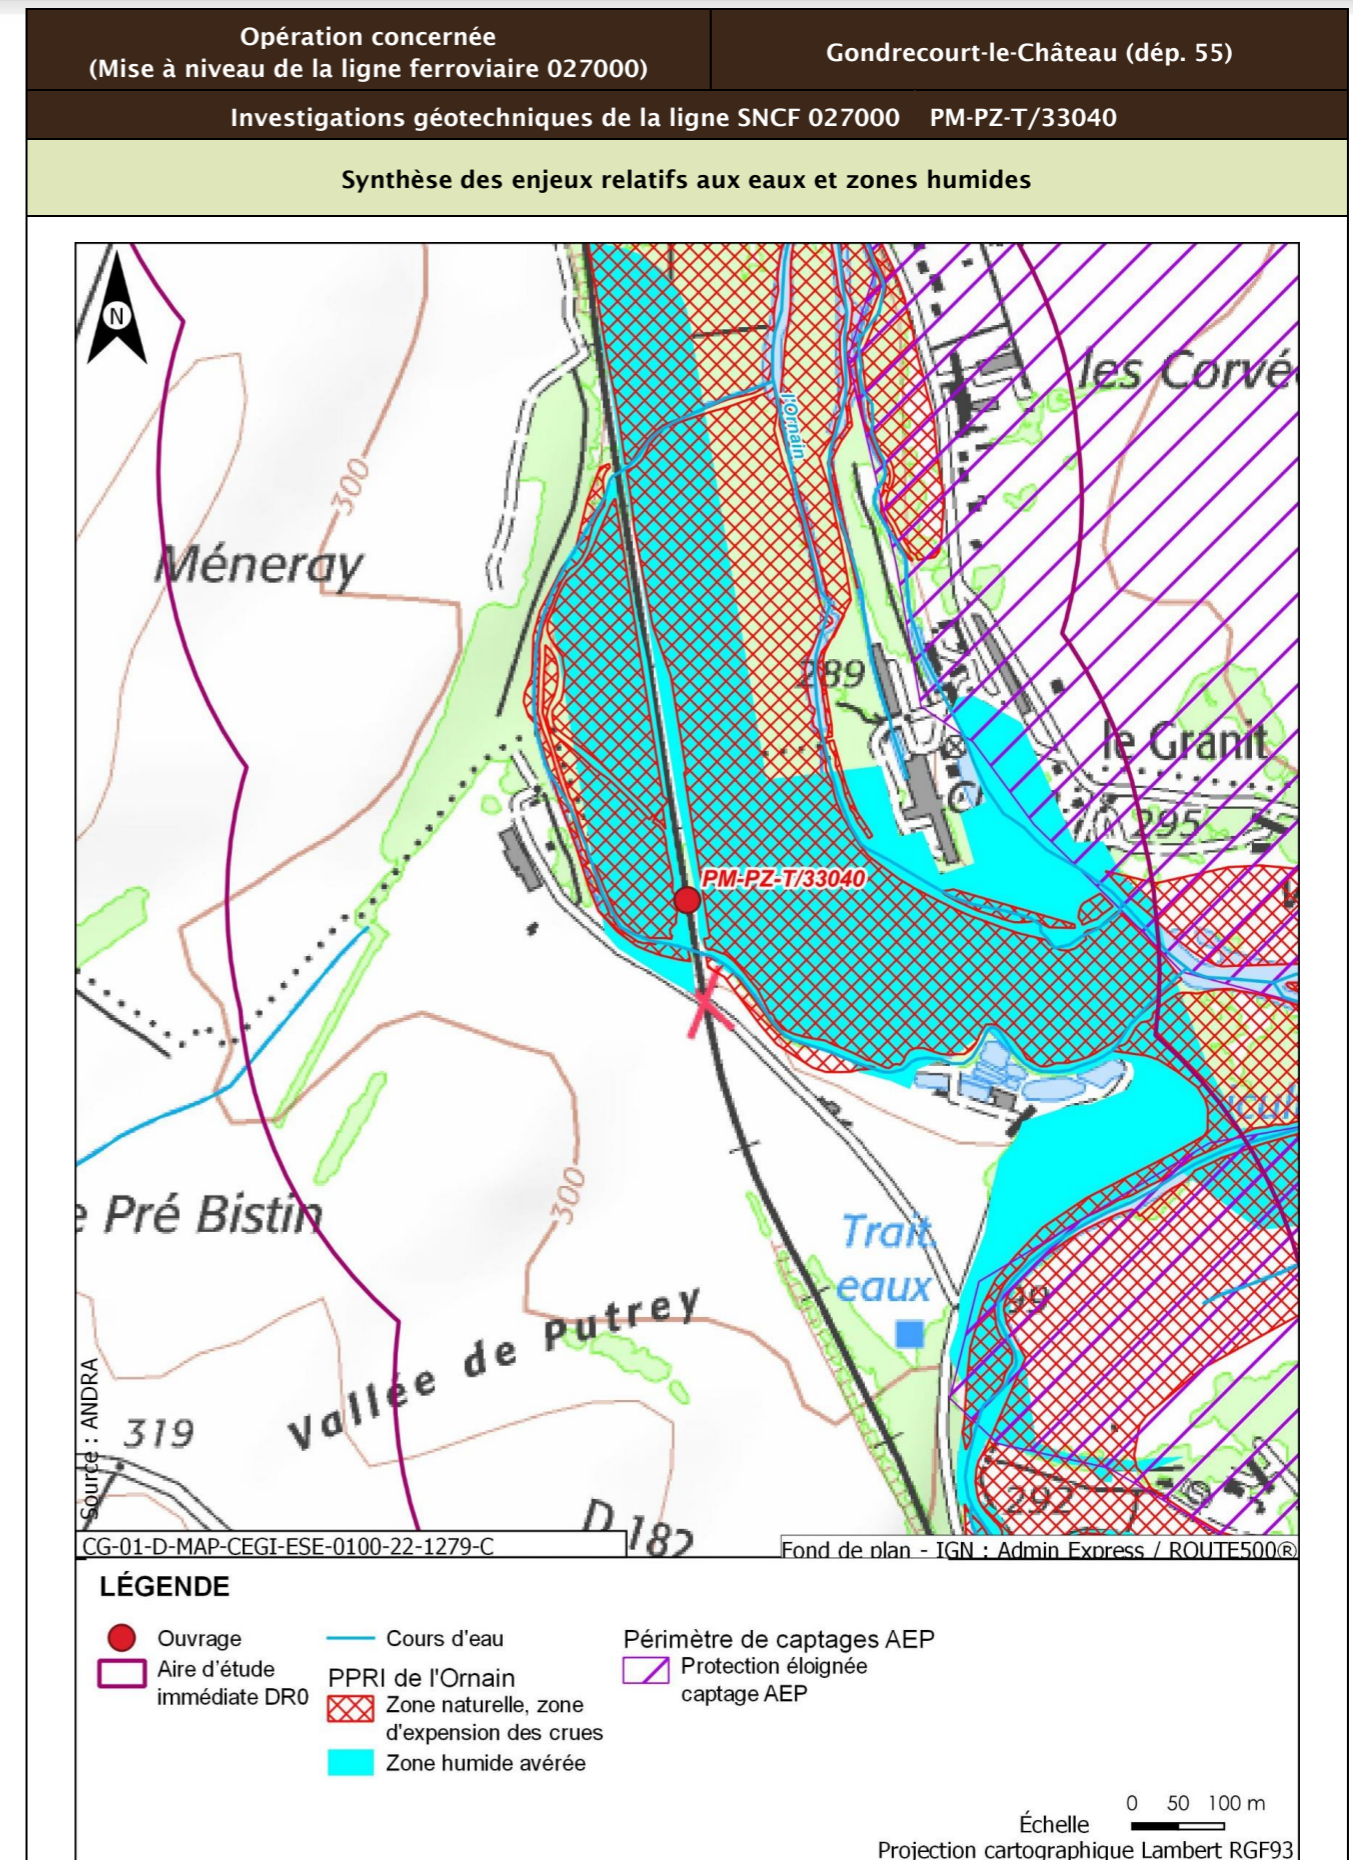 Opération concernée
(Mise à niveau de la ligne ferroviaire 027000)
Gondrecourt-le-Château (dép. 55)
Investigations géotechniques de la ligne SNCF 027000 PM-PZ-T/33040
Synthèse des enjeux relatifs aux eaux et zones humides
N
les Corvé
l'Ornain
300
Méneray
289
le Granit
295
PM-PZ-T/33040
e Pré Bistin
300
Trait.
eaux
Vallée de Putrey
319
292
D 182
Source : ANDRA
CG-01-D-MAP-CEGI-ESE-0100-22-1279-C
Fond de plan - IGN : Admin Express / ROUTE500®
LÉGENDE
Ouvrage
Aire d'étude
immédiate DR0
Cours d'eau
PPRI de l'Ornain
Zone naturelle, zone
d'expension des crues
Zone humide avérée
Périmètre de captages AEP
Protection éloignée
captage AEP
0 50 100 m
Échelle
Projection cartographique Lambert RGF93